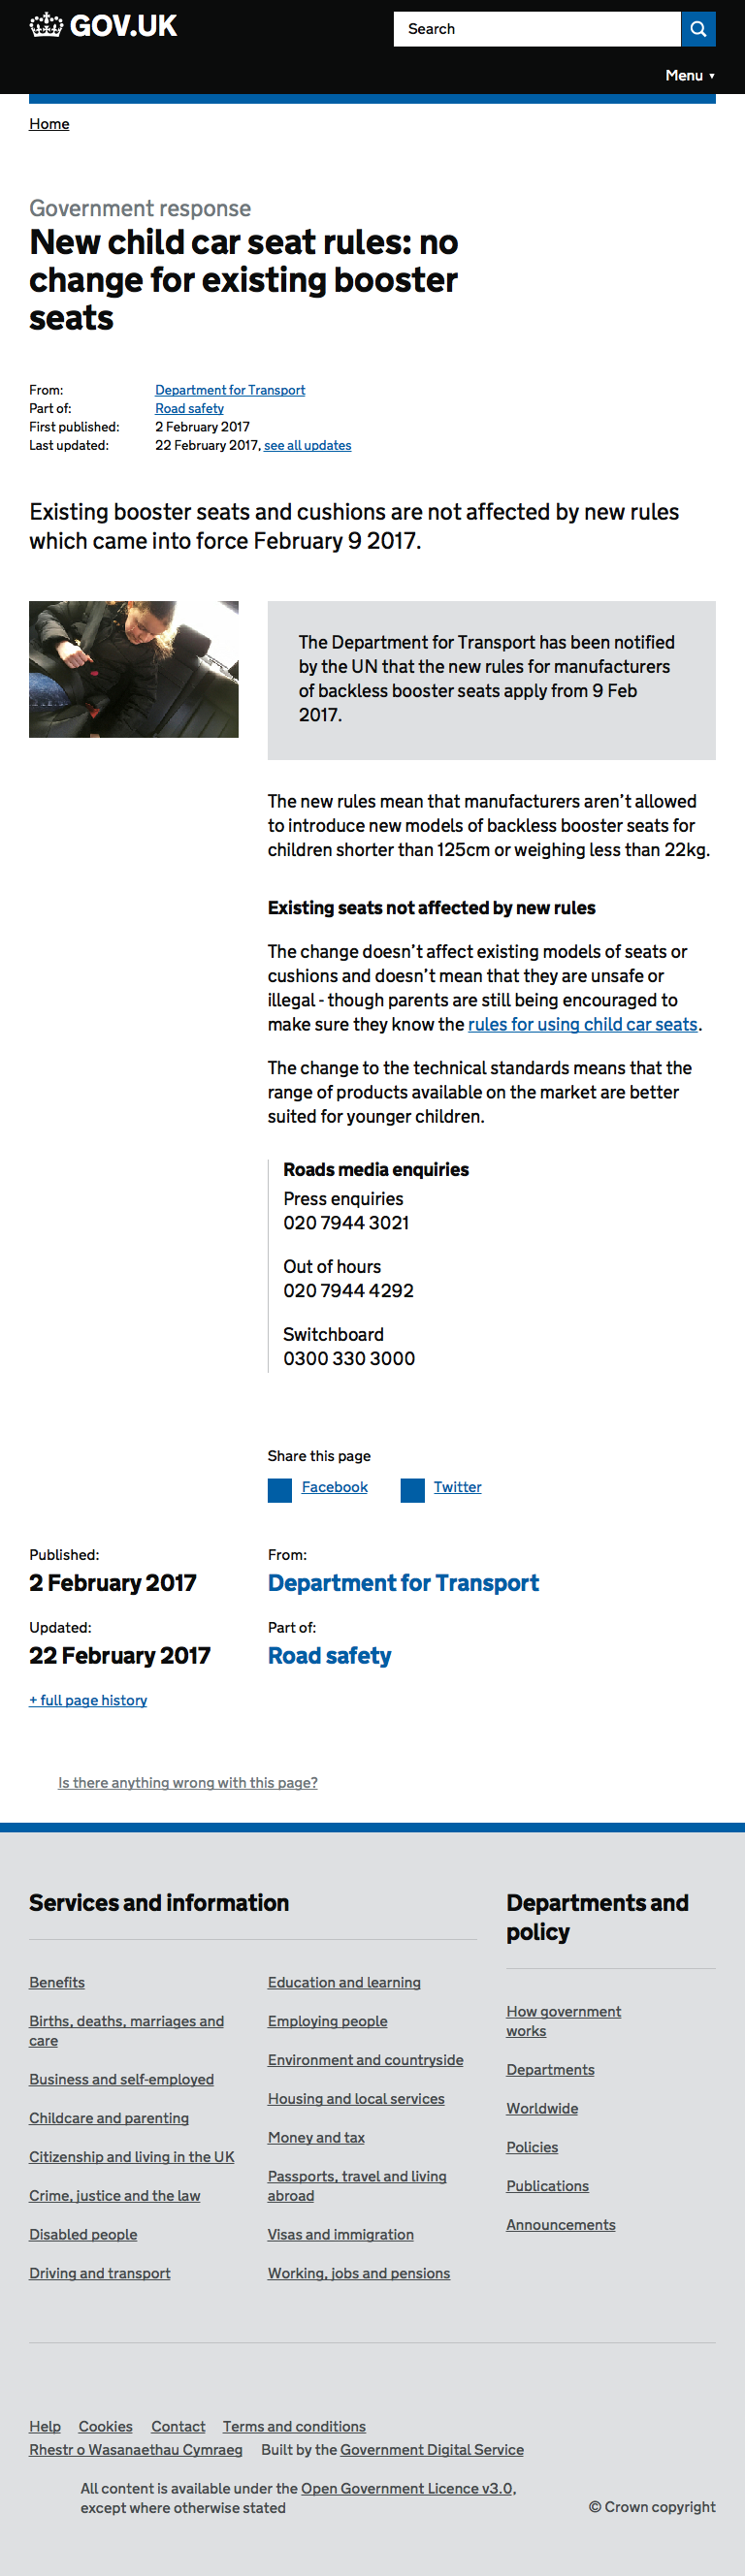 GOV.UK
Search
Menu ▼
Home
Government response
New child car seat rules: no
change for existing booster
seats
From: Department for Transport
Part of: Road safety
First published: 2 February 2017
Last updated: 22 February 2017, see all updates
Existing booster seats and cushions are not affected by new rules
which came into force February 9 2017.
The Department for Transport has been notified
by the UN that the new rules for manufacturers
of backless booster seats apply from 9 Feb
2017.
The new rules mean that manufacturers aren’t allowed
to introduce new models of backless booster seats for
children shorter than 125cm or weighing less than 22kg.
Existing seats not affected by new rules
The change doesn’t affect existing models of seats or
cushions and doesn’t mean that they are unsafe or
illegal - though parents are still being encouraged to
make sure they know the rules for using child car seats.
The change to the technical standards means that the
range of products available on the market are better
suited for younger children.
Roads media enquiries
Press enquiries
020 7944 3021
Out of hours
020 7944 4292
Switchboard
0300 330 3000
Share this page
Facebook Twitter
Published:
2 February 2017
From:
Department for Transport
Updated:
22 February 2017
Part of:
Road safety
+ full page history
Is there anything wrong with this page?
Services and information
Benefits
Births, deaths, marriages and
care
Business and self-employed
Childcare and parenting
Citizenship and living in the UK
Crime, justice and the law
Disabled people
Driving and transport
Education and learning
Employing people
Environment and countryside
Housing and local services
Money and tax
Passports, travel and living
abroad
Visas and immigration
Working, jobs and pensions
Departments and
policy
How government
works
Departments
Worldwide
Policies
Publications
Announcements
Help Cookies Contact Terms and conditions
Rhestr o Wasanaethau Cymraeg Built by the Government Digital Service
All content is available under the Open Government Licence v3.0,
except where otherwise stated
© Crown copyright